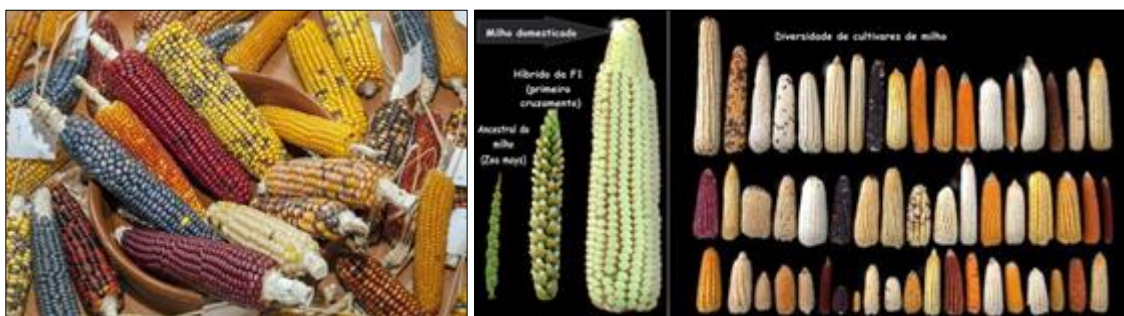 Milho domesticado
Híbrido da F1
(primeiro
cruzamento)
Ancestral do
milho
(Zea mays)
Diversidade de cultivares de milho